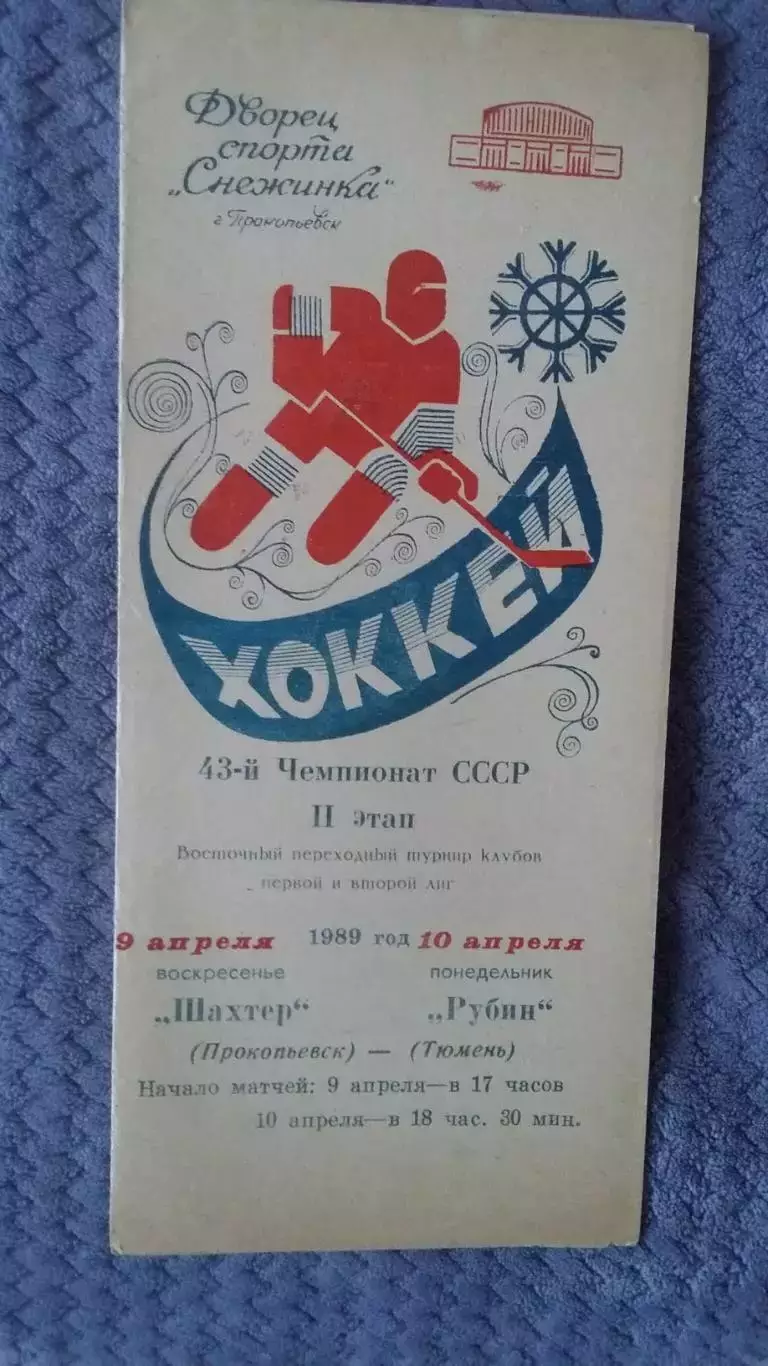 Дворец
спорта
„Снежинка“
г. Прокопьевск
ХОККЕЙ
43-й Чемпионат СССР
II этап
Восточный переходный турнир клубов
первой и второй лиг
9 апреля 1989 год 10 апреля
воскресенье понедельник
„Шахтер“ „Рубин“
(Прокопьевск) — (Тюмень)
Начало матчей: 9 апреля—в 17 часов
10 апреля—в 18 час. 30 мин.